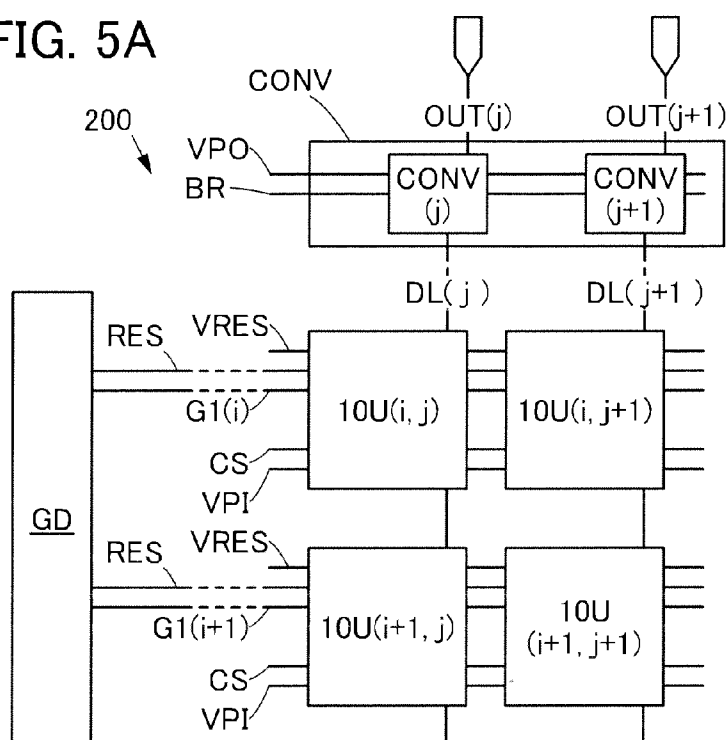 FIG. 5A
CONV
200
OUT(j)
OUT(j+1)
VPO
BR
CONV
(j)
CONV
(j+1)
DL(j)
DL(j+1)
RES
VRES
G1(i)
10U(i, j)
10U(i, j+1)
CS
VPI
GD
RES
VRES
G1(i+1)
10U(i+1, j)
10U
(i+1, j+1)
CS
VPI